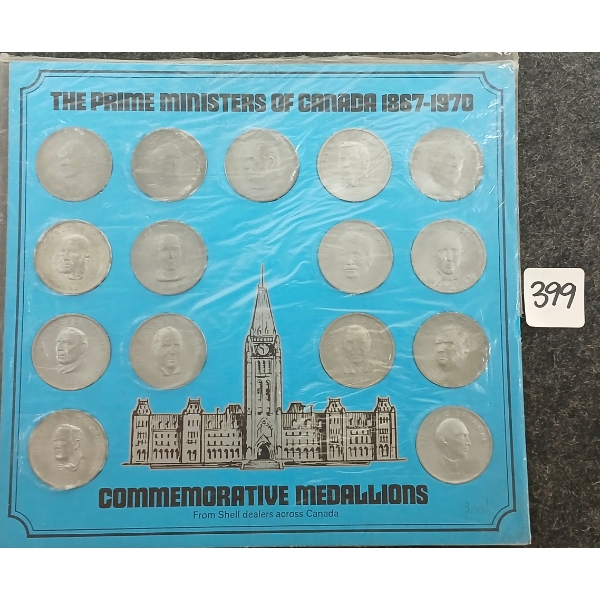 THE PRIME MINISTERS OF CANADA 1867-1970
399
COMMEMORATIVE MEDALLIONS
From Shell dealers across Canada